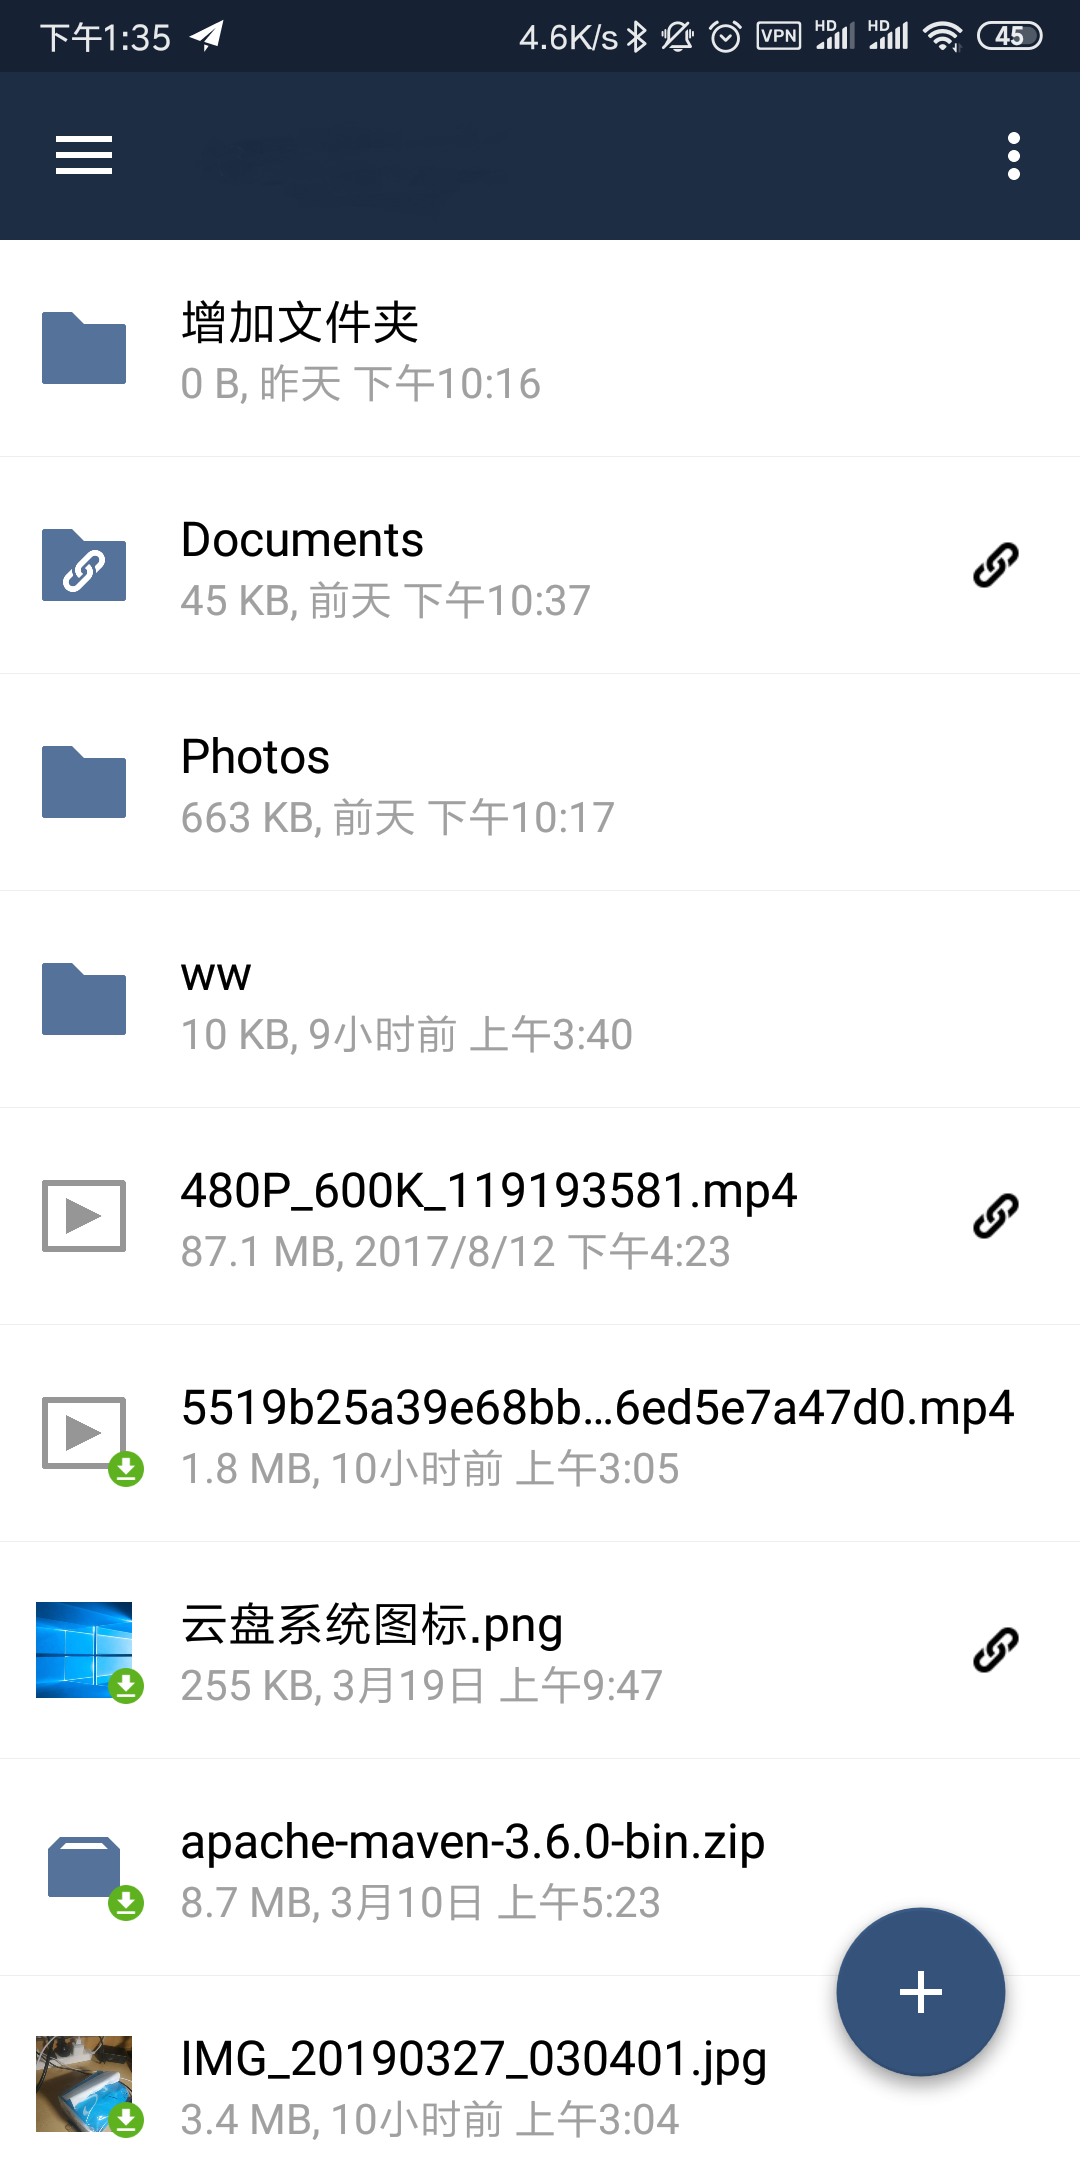 下午1:35
4.6K/s VPN HD HD 45
增加文件夹
0 B, 昨天 下午10:16
Documents
45 KB, 前天 下午10:37
Photos
663 KB, 前天 下午10:17
ww
10 KB, 9小时前 上午3:40
480P_600K_119193581.mp4
87.1 MB, 2017/8/12 下午4:23
5519b25a39e68bb...6ed5e7a47d0.mp4
1.8 MB, 10小时前 上午3:05
云盘系统图标.png
255 KB, 3月19日 上午9:47
apache-maven-3.6.0-bin.zip
8.7 MB, 3月10日 上午5:23
IMG_20190327_030401.jpg
3.4 MB, 10小时前 上午3:04